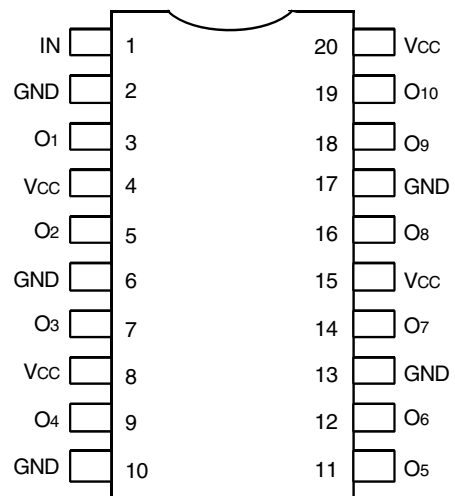 IN 1 20 VCC
GND 2 19 O10
O1 3 18 O9
VCC 4 17 GND
O2 5 16 O8
GND 6 15 VCC
O3 7 14 O7
VCC 8 13 GND
O4 9 12 O6
GND 10 11 O5